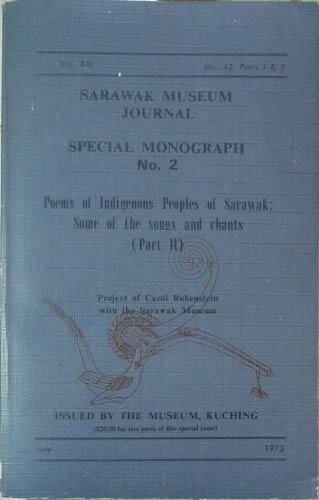 Vol. XXI No. 42, Parts I & II
SARAWAK MUSEUM
JOURNAL
SPECIAL MONOGRAPH
No. 2
Poems of Indigenous Peoples of Sarawak:
Some of the songs and chants
(Part II)
Project of Carol Rubenstein
with the Sarawak Museum
ISSUED BY THE MUSEUM, KUCHING
($20.00 for two parts of this special issue)
July 1973